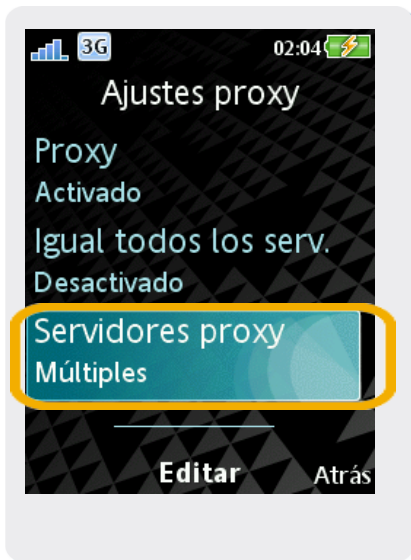 3G 02:04
Ajustes proxy
Proxy
Activado
Igual todos los serv.
Desactivado
Servidores proxy
Múltiples
Editar Atrás